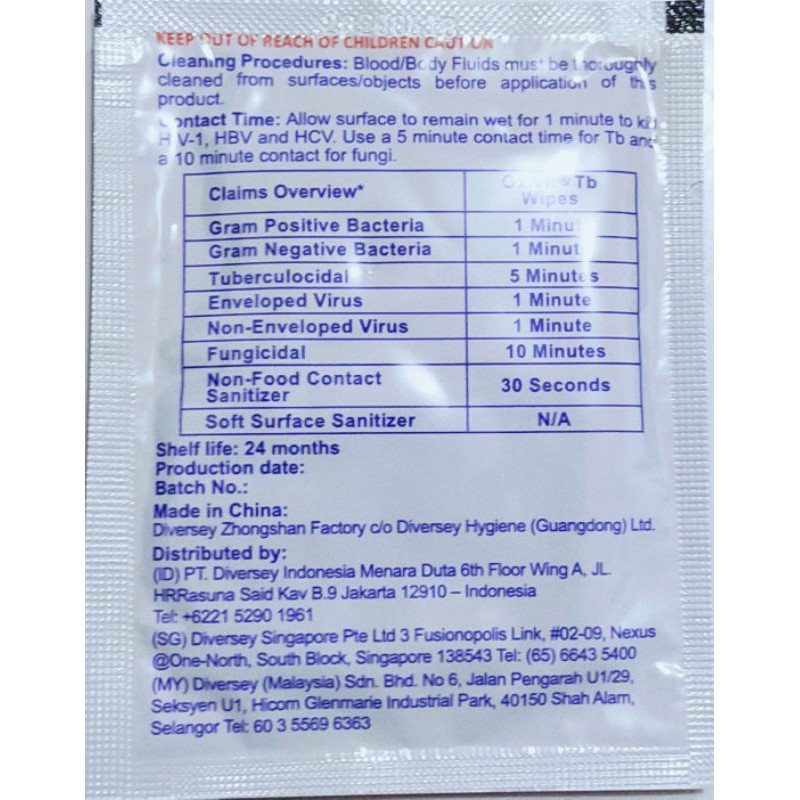 KEEP OUT OF REACH OF CHILDREN CAUTION
Cleaning Procedures: Blood/Body Fluids must be thoroughly
cleaned from surfaces/objects before application of this
product.
Contact Time: Allow surface to remain wet for 1 minute to kill
HIV-1, HBV and HCV. Use a 5 minute contact time for Tb and
a 10 minute contact for fungi.
Claims Overview* Tb
Wipes
Gram Positive Bacteria 1 Minute
Gram Negative Bacteria 1 Minute
Tuberculocidal 5 Minutes
Enveloped Virus 1 Minute
Non-Enveloped Virus 1 Minute
Fungicidal 10 Minutes
Non-Food Contact
Sanitizer 30 Seconds
Soft Surface Sanitizer N/A
Shelf life: 24 months
Production date:
Batch No.:
Made in China:
Diversey Zhongshan Factory c/o Diversey Hygiene (Guangdong) Ltd.
Distributed by:
(ID) PT. Diversey Indonesia Menara Duta 6th Floor Wing A, JL.
HRRasuna Said Kav B.9 Jakarta 12910 – Indonesia
Tel: +6221 5290 1961
(SG) Diversey Singapore Pte Ltd 3 Fusionopolis Link, #02-09, Nexus
@One-North, South Block, Singapore 138543 Tel: (65) 6643 5400
(MY) Diversey (Malaysia) Sdn. Bhd. No 6, Jalan Pengarah U1/29,
Seksyen U1, Hicom Glenmarie Industrial Park, 40150 Shah Alam,
Selangor Tel: 60 3 5569 6363